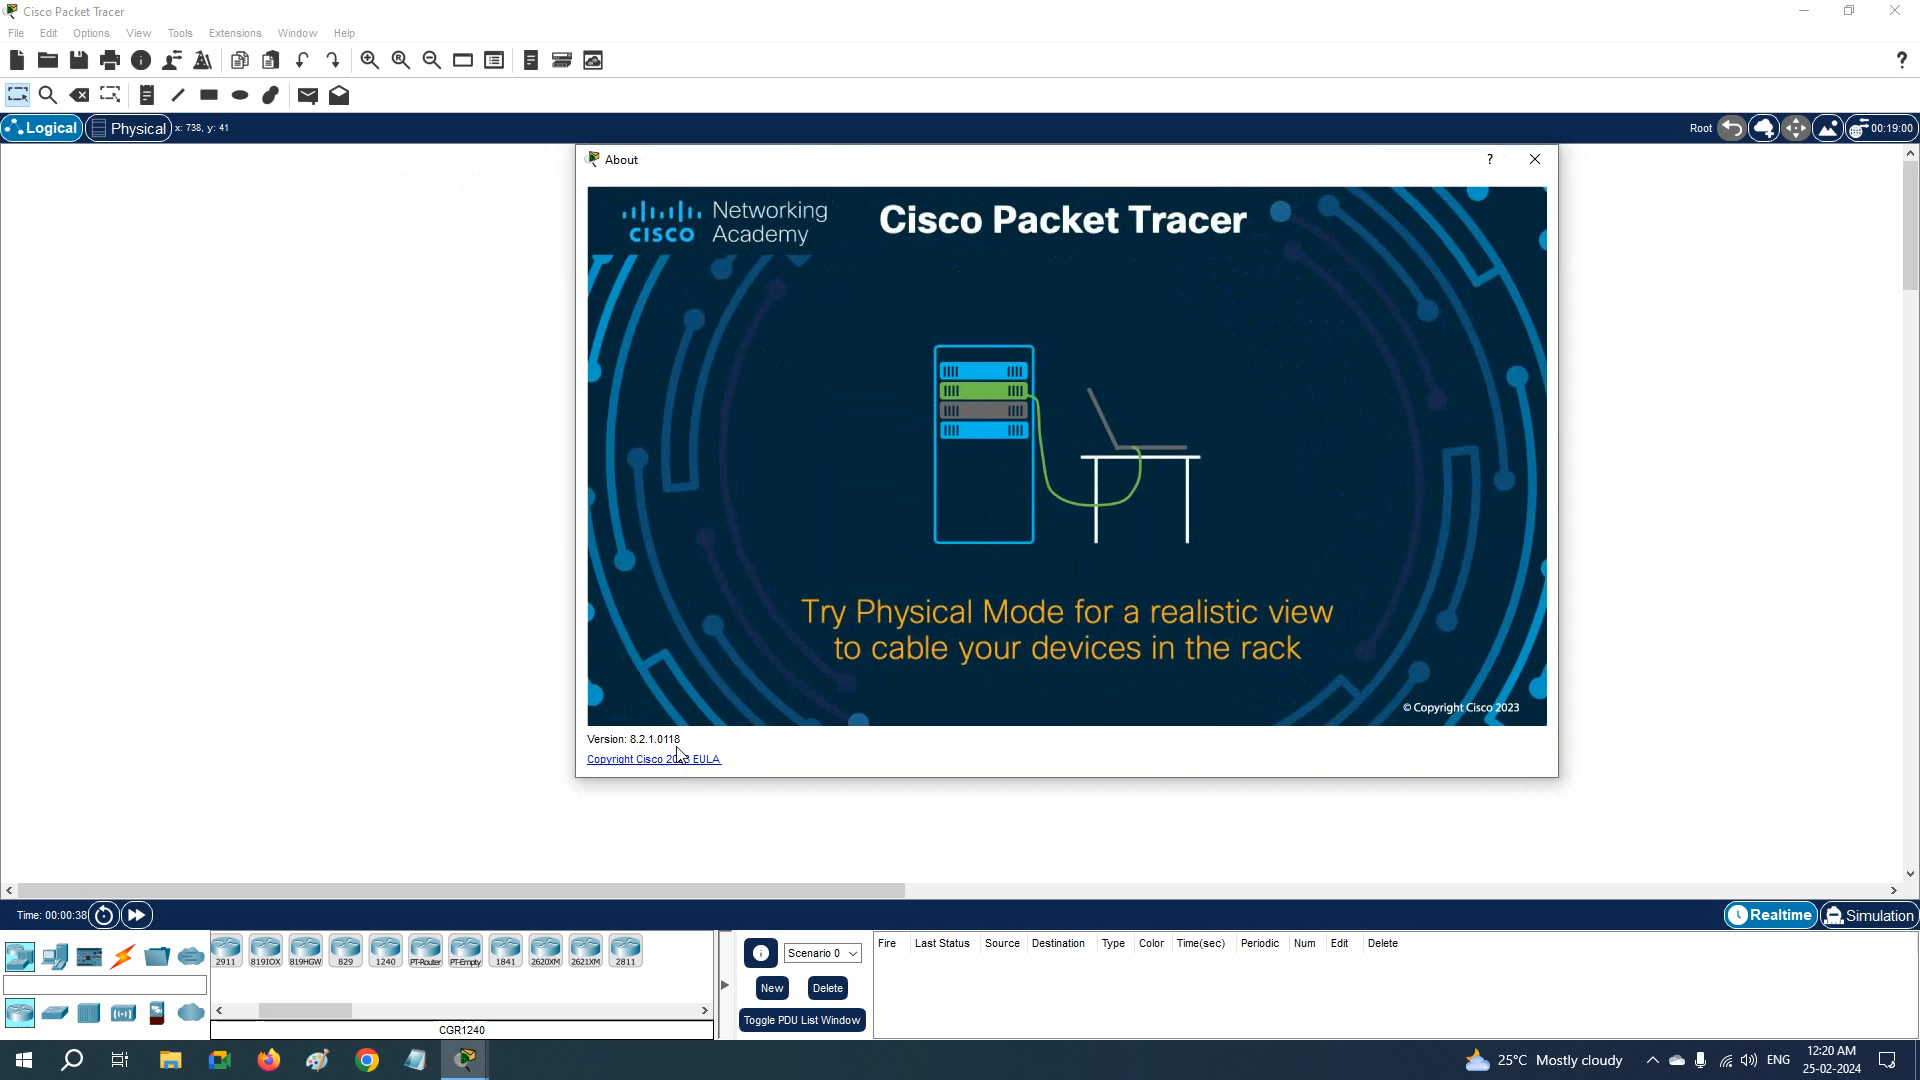 Cisco Packet Tracer
File Edit Options View Tools Extensions Window Help
?
Logical Physical x: 738, y: 41 Root 00:19:00
About ?
CISCO Networking Academy
Cisco Packet Tracer
Try Physical Mode for a realistic view
to cable your devices in the rack
© Copyright Cisco 2023
Version: 8.2.1.0118
Copyright Cisco EULA
Time: 00:00:38 Realtime Simulation
2911 819IOX 819HGW 829 1240 PT-Router PT-Empty 1841 2620XM 2621XM 2811
CGR1240
Scenario 0
New Delete
Toggle PDU List Window
Fire Last Status Source Destination Type Color Time(sec) Periodic Num Edit Delete
25°C Mostly cloudy ENG 12:20 AM
25-02-2024